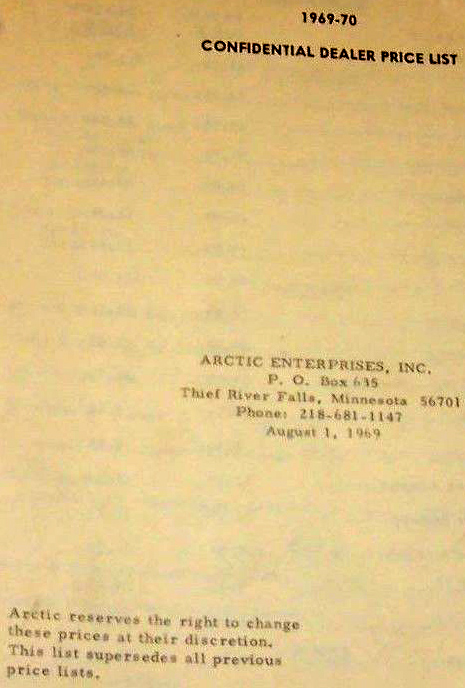 1969-70
CONFIDENTIAL DEALER PRICE LIST
ARCTIC ENTERPRISES, INC.
P. O. Box 635
Thief River Falls, Minnesota 56701
Phone: 218-681-1147
August 1, 1969
Arctic reserves the right to change
these prices at their discretion.
This list supersedes all previous
price lists.